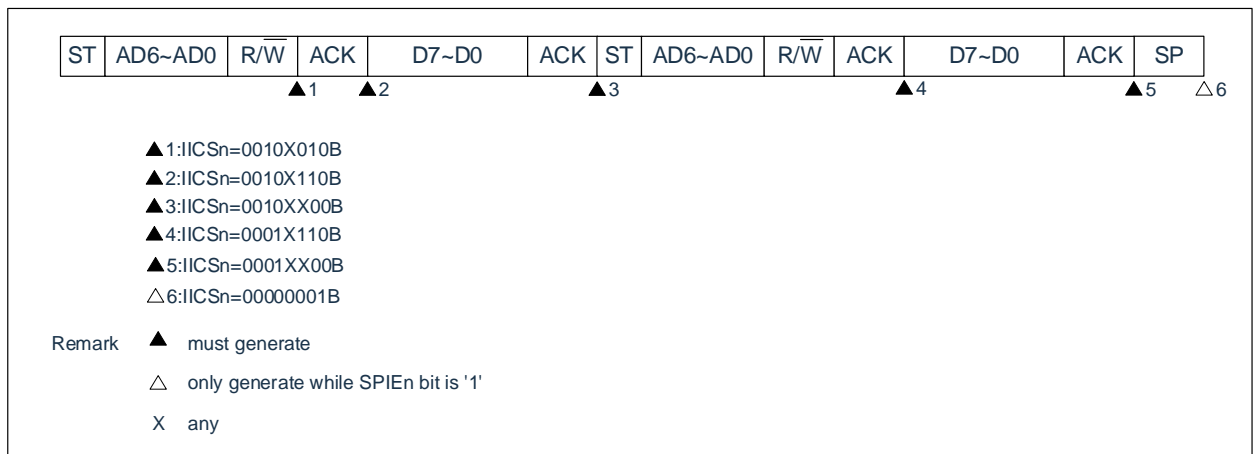 ST AD6~AD0 R/W̅ ACK D7~D0 ACK ST AD6~AD0 R/W̅ ACK D7~D0 ACK SP
▲1 ▲2 ▲3 ▲4 ▲5 △6
▲1:IICSn=0010X010B
▲2:IICSn=0010X110B
▲3:IICSn=0010XX00B
▲4:IICSn=0001X110B
▲5:IICSn=0001XX00B
△6:IICSn=00000001B
Remark ▲ must generate
△ only generate while SPIEn bit is '1'
X any